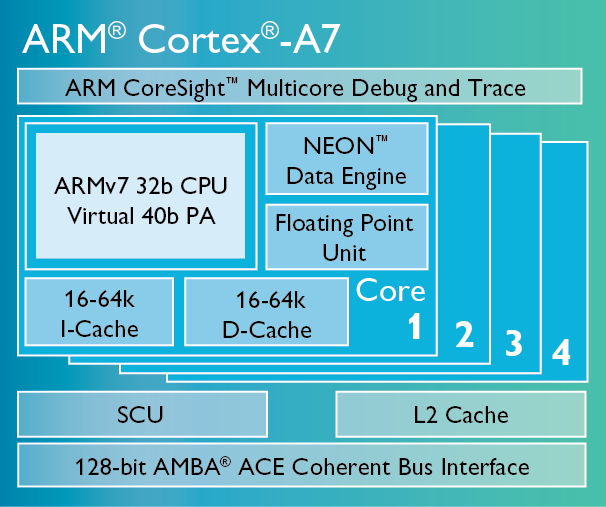 ARM® Cortex®-A7
ARM CoreSight™ Multicore Debug and Trace
ARMv7 32b CPU
Virtual 40b PA
NEON™
Data Engine
Floating Point
Unit
16-64k
I-Cache
16-64k
D-Cache
Core
1
2
3
4
SCU
L2 Cache
128-bit AMBA® ACE Coherent Bus Interface